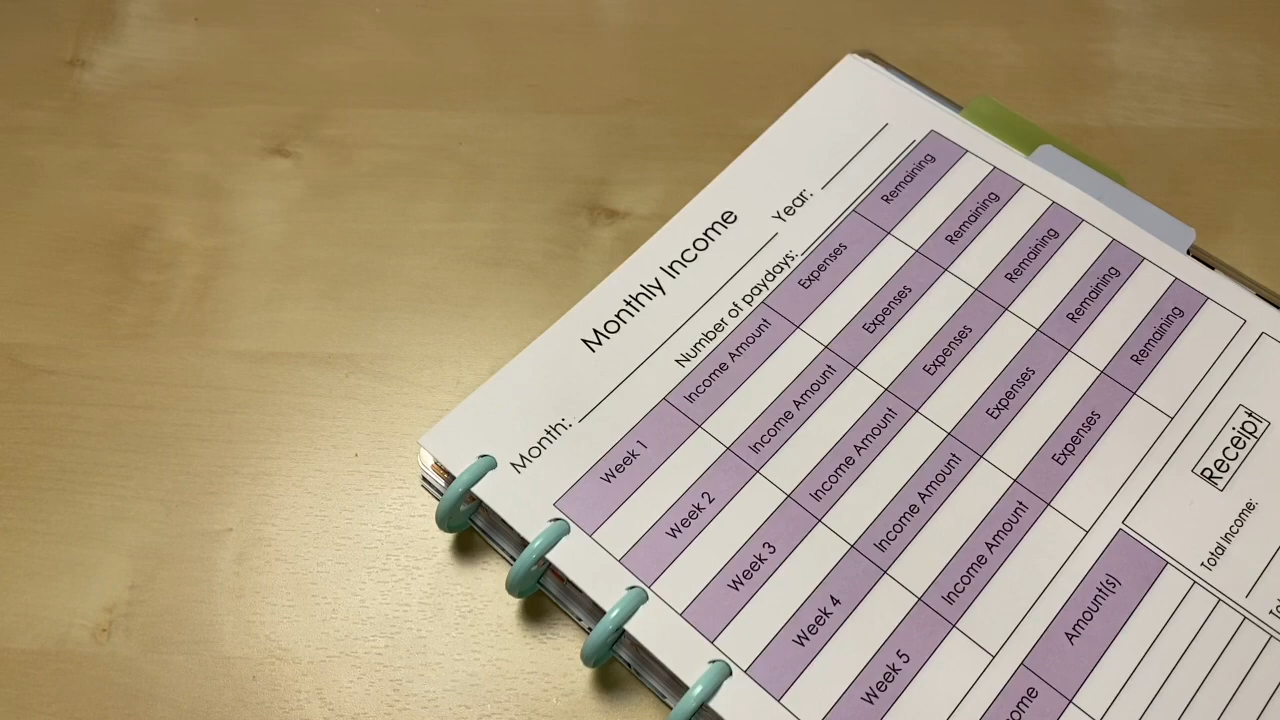 Monthly Income
Month: Year:
Number of paydays:
Week 1 Income Amount Expenses Remaining
Week 2 Income Amount Expenses Remaining
Week 3 Income Amount Expenses Remaining
Week 4 Income Amount Expenses Remaining
Week 5 Income Amount Expenses Remaining
Amount(s)
Receipt
Total Income: